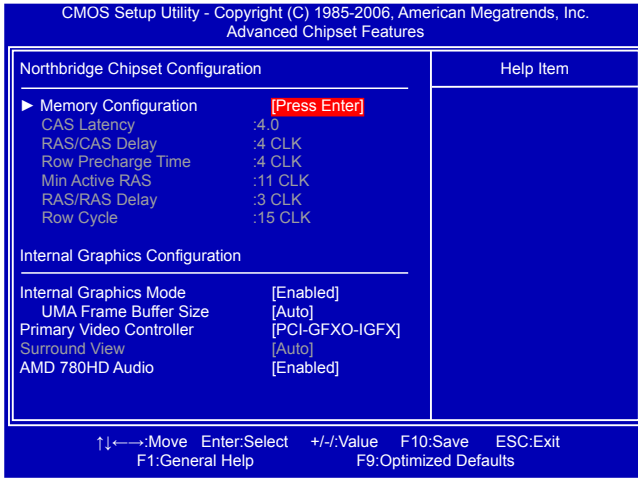 CMOS Setup Utility - Copyright (C) 1985-2006, American Megatrends, Inc.
Advanced Chipset Features
Northbridge Chipset Configuration
Help Item
► Memory Configuration [Press Enter]
CAS Latency :4.0
RAS/CAS Delay :4 CLK
Row Precharge Time :4 CLK
Min Active RAS :11 CLK
RAS/RAS Delay :3 CLK
Row Cycle :15 CLK
Internal Graphics Configuration
Internal Graphics Mode [Enabled]
UMA Frame Buffer Size [Auto]
Primary Video Controller [PCI-GFXO-IGFX]
Surround View [Auto]
AMD 780HD Audio [Enabled]
↑↓←→:Move Enter:Select +/-/:Value F10:Save ESC:Exit
F1:General Help F9:Optimized Defaults